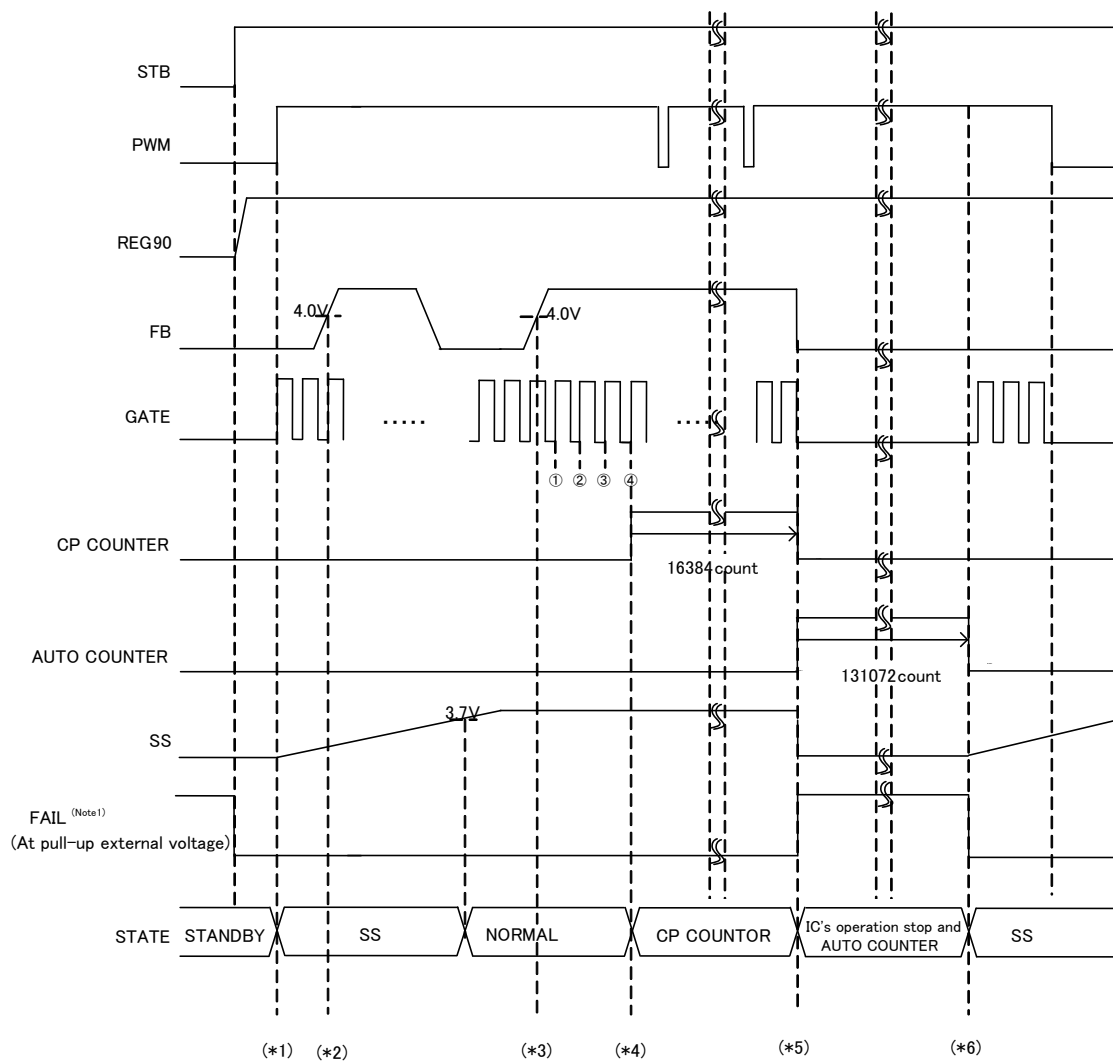 STB
PWM
REG90
4.0V
4.0V
FB
GATE
.....
.....
① ② ③ ④
CP COUNTER
16384count
AUTO COUNTER
131072count
3.7V
SS
FAIL (Note1)
(At pull-up external voltage)
STATE STANDBY SS NORMAL CP COUNTOR IC's operation stop and
AUTO COUNTER SS
(*1) (*2) (*3) (*4) (*5) (*6)